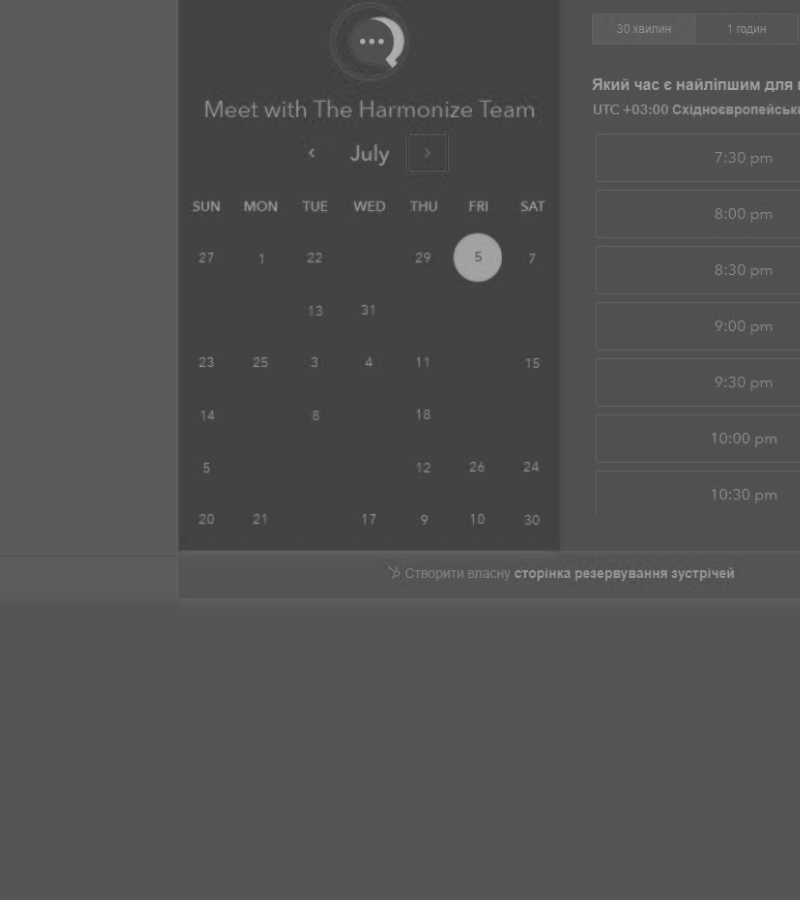 Meet with The Harmonize Team
July
SUN MON TUE WED THU FRI SAT
27 1 22 29 5 7
13 31
23 25 3 4 11 15
14 8 18
5 12 26 24
20 21 17 9 10 30
30 хвилин 1 годин
Який час є найліпшим для
UTC +03:00
7:30 pm
8:00 pm
8:30 pm
9:00 pm
9:30 pm
10:00 pm
10:30 pm
Створити власну сторінка резервування зустрічей